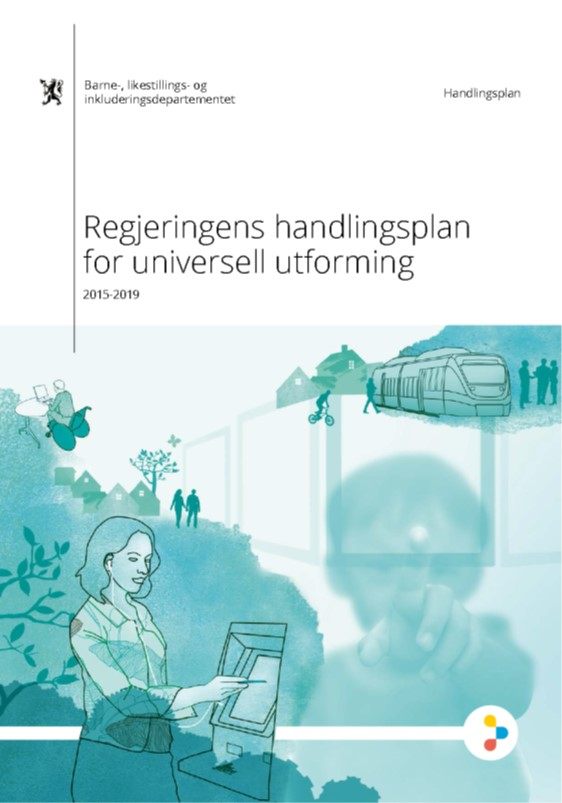 Barne-, likestillings- og
inkluderingsdepartementet
Handlingsplan
Regjeringens handlingsplan
for universell utforming
2015-2019